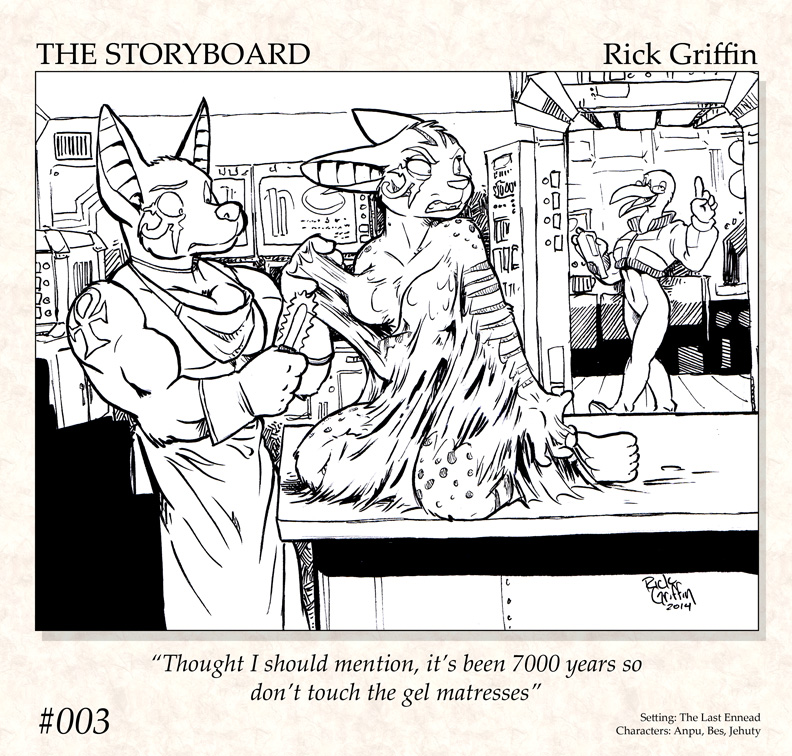 THE STORYBOARD
Rick Griffin
Rick
Griffin
2014
“Thought I should mention, it’s been 7000 years so
don’t touch the gel matresses”
#003
Setting: The Last Ennead
Characters: Anpu, Bes, Jehuty